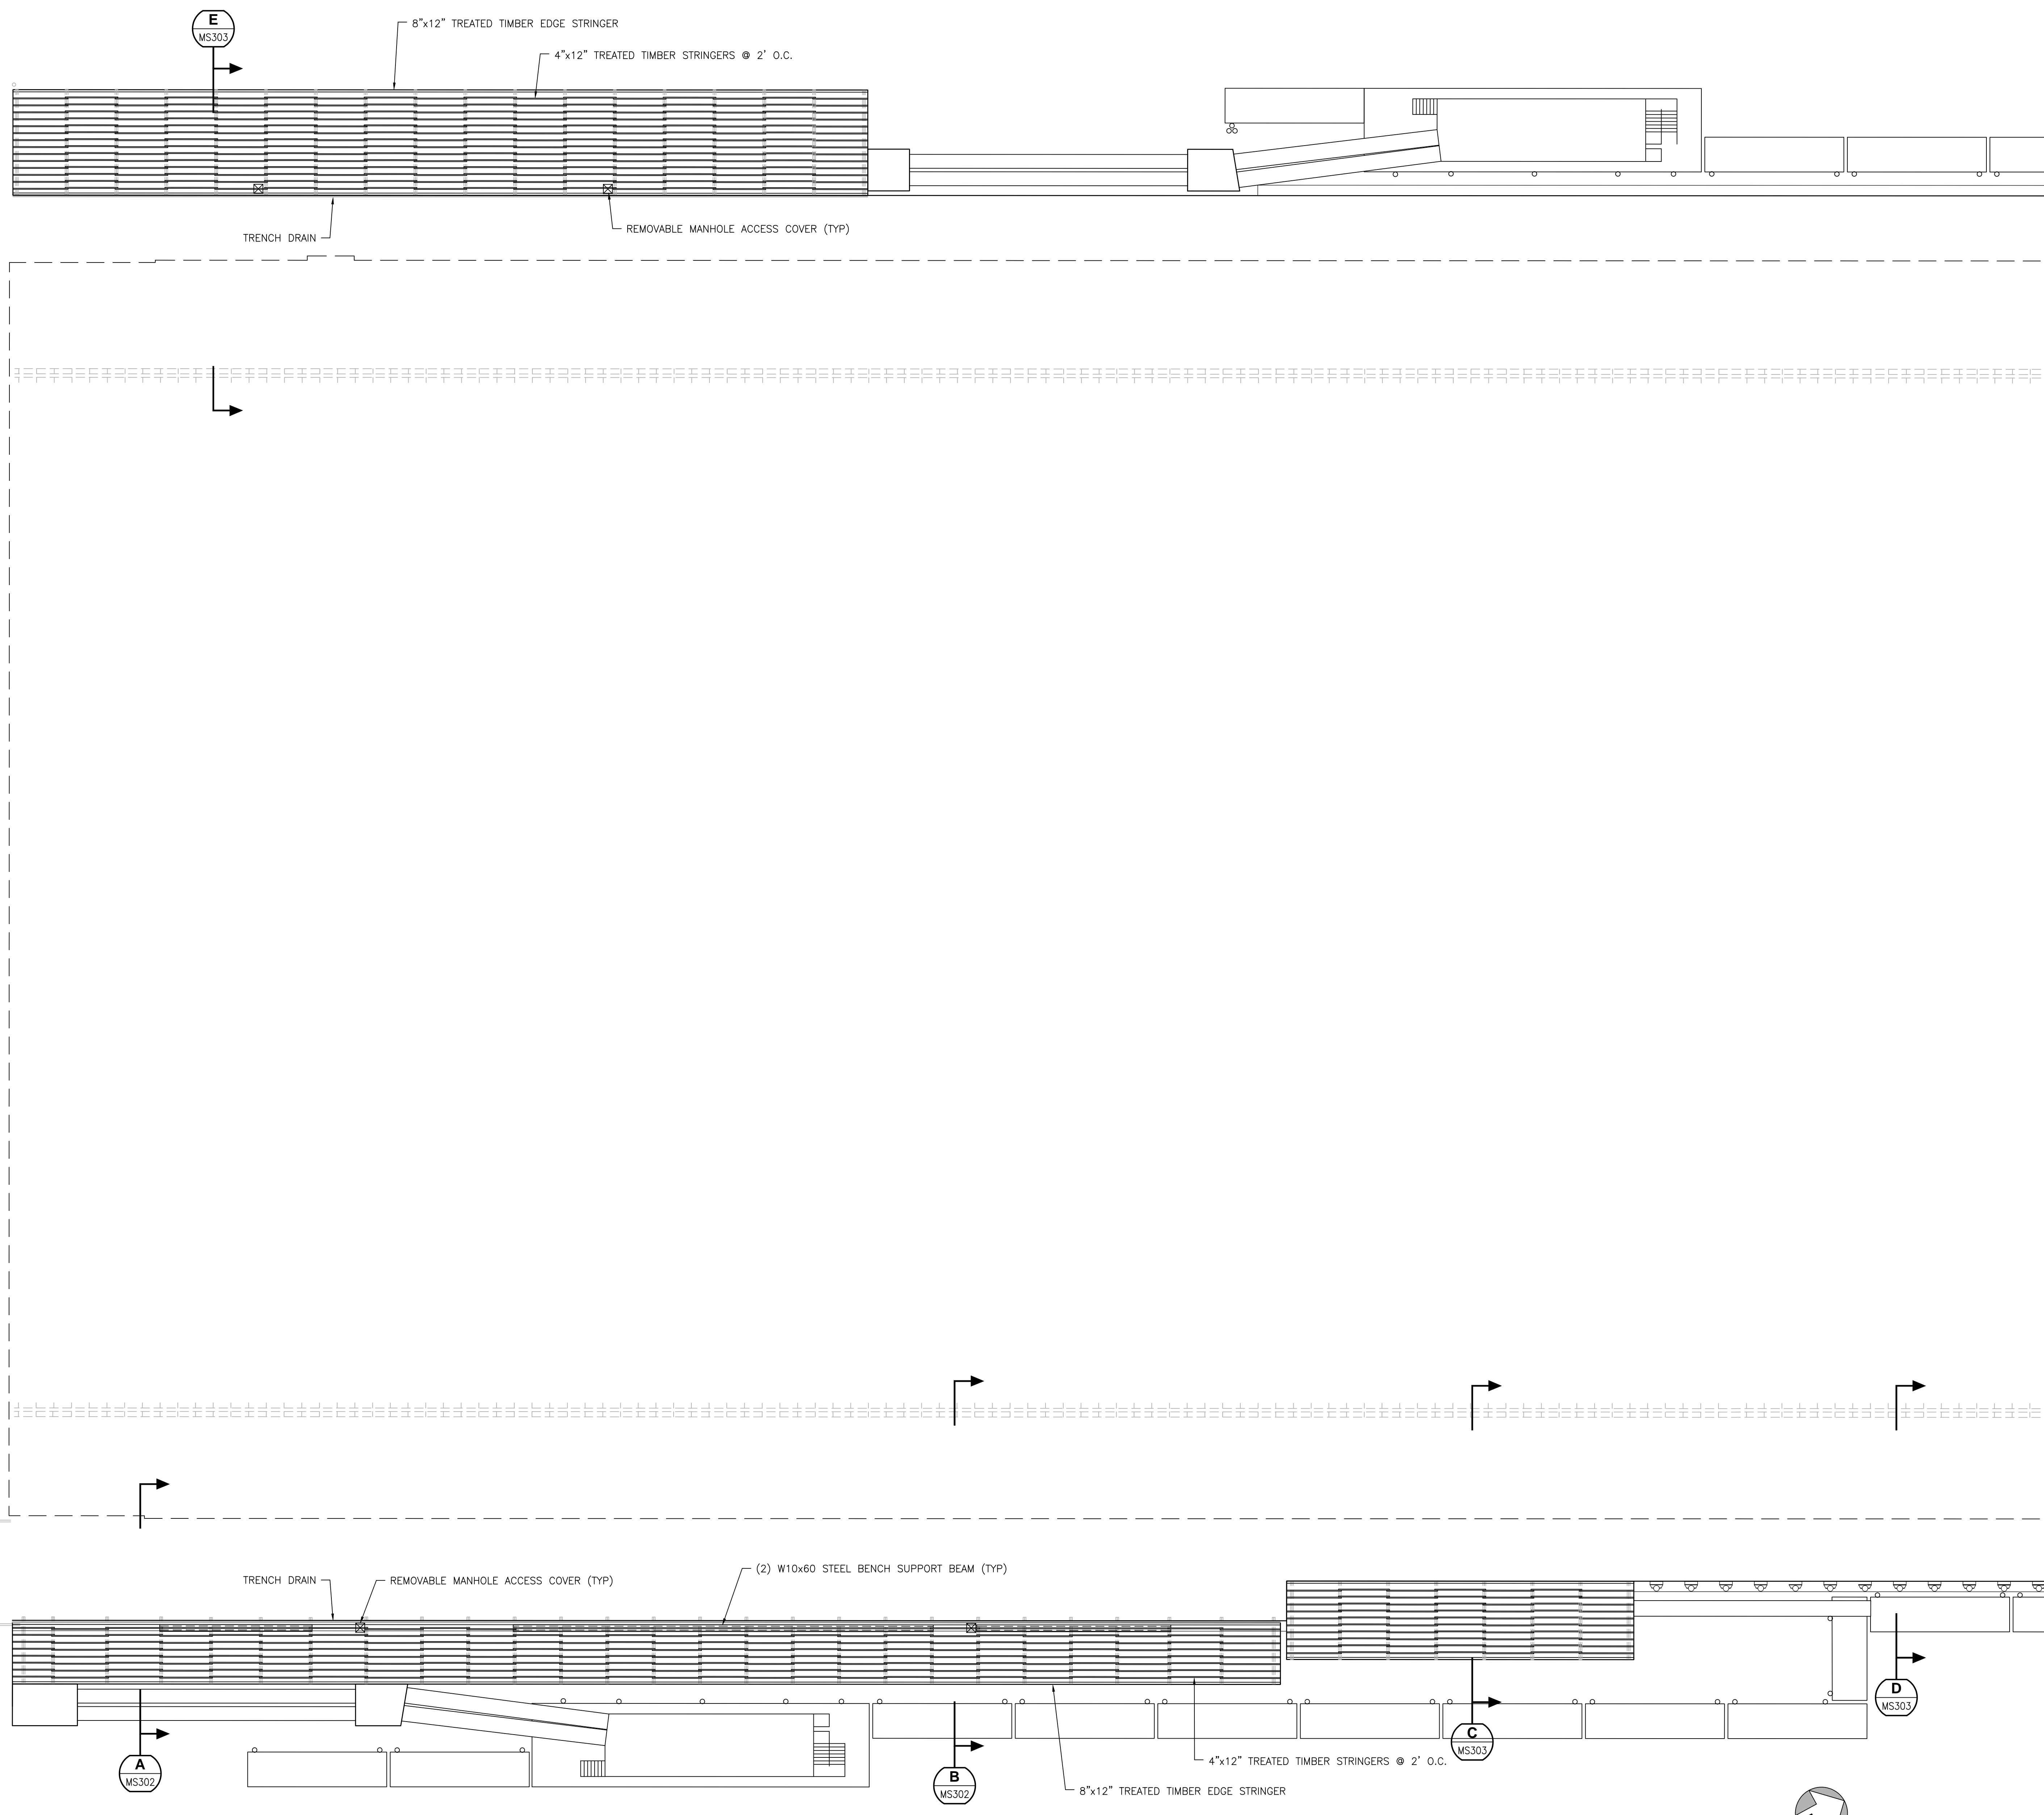 E
MS303
8"x12" TREATED TIMBER EDGE STRINGER
4"x12" TREATED TIMBER STRINGERS @ 2' O.C.
REMOVABLE MANHOLE ACCESS COVER (TYP)
TRENCH DRAIN
(2) W10x60 STEEL BENCH SUPPORT BEAM (TYP)
TRENCH DRAIN
REMOVABLE MANHOLE ACCESS COVER (TYP)
D
MS303
C
MS303
A
MS302
B
MS302
4"x12" TREATED TIMBER STRINGERS @ 2' O.C.
8"x12" TREATED TIMBER EDGE STRINGER